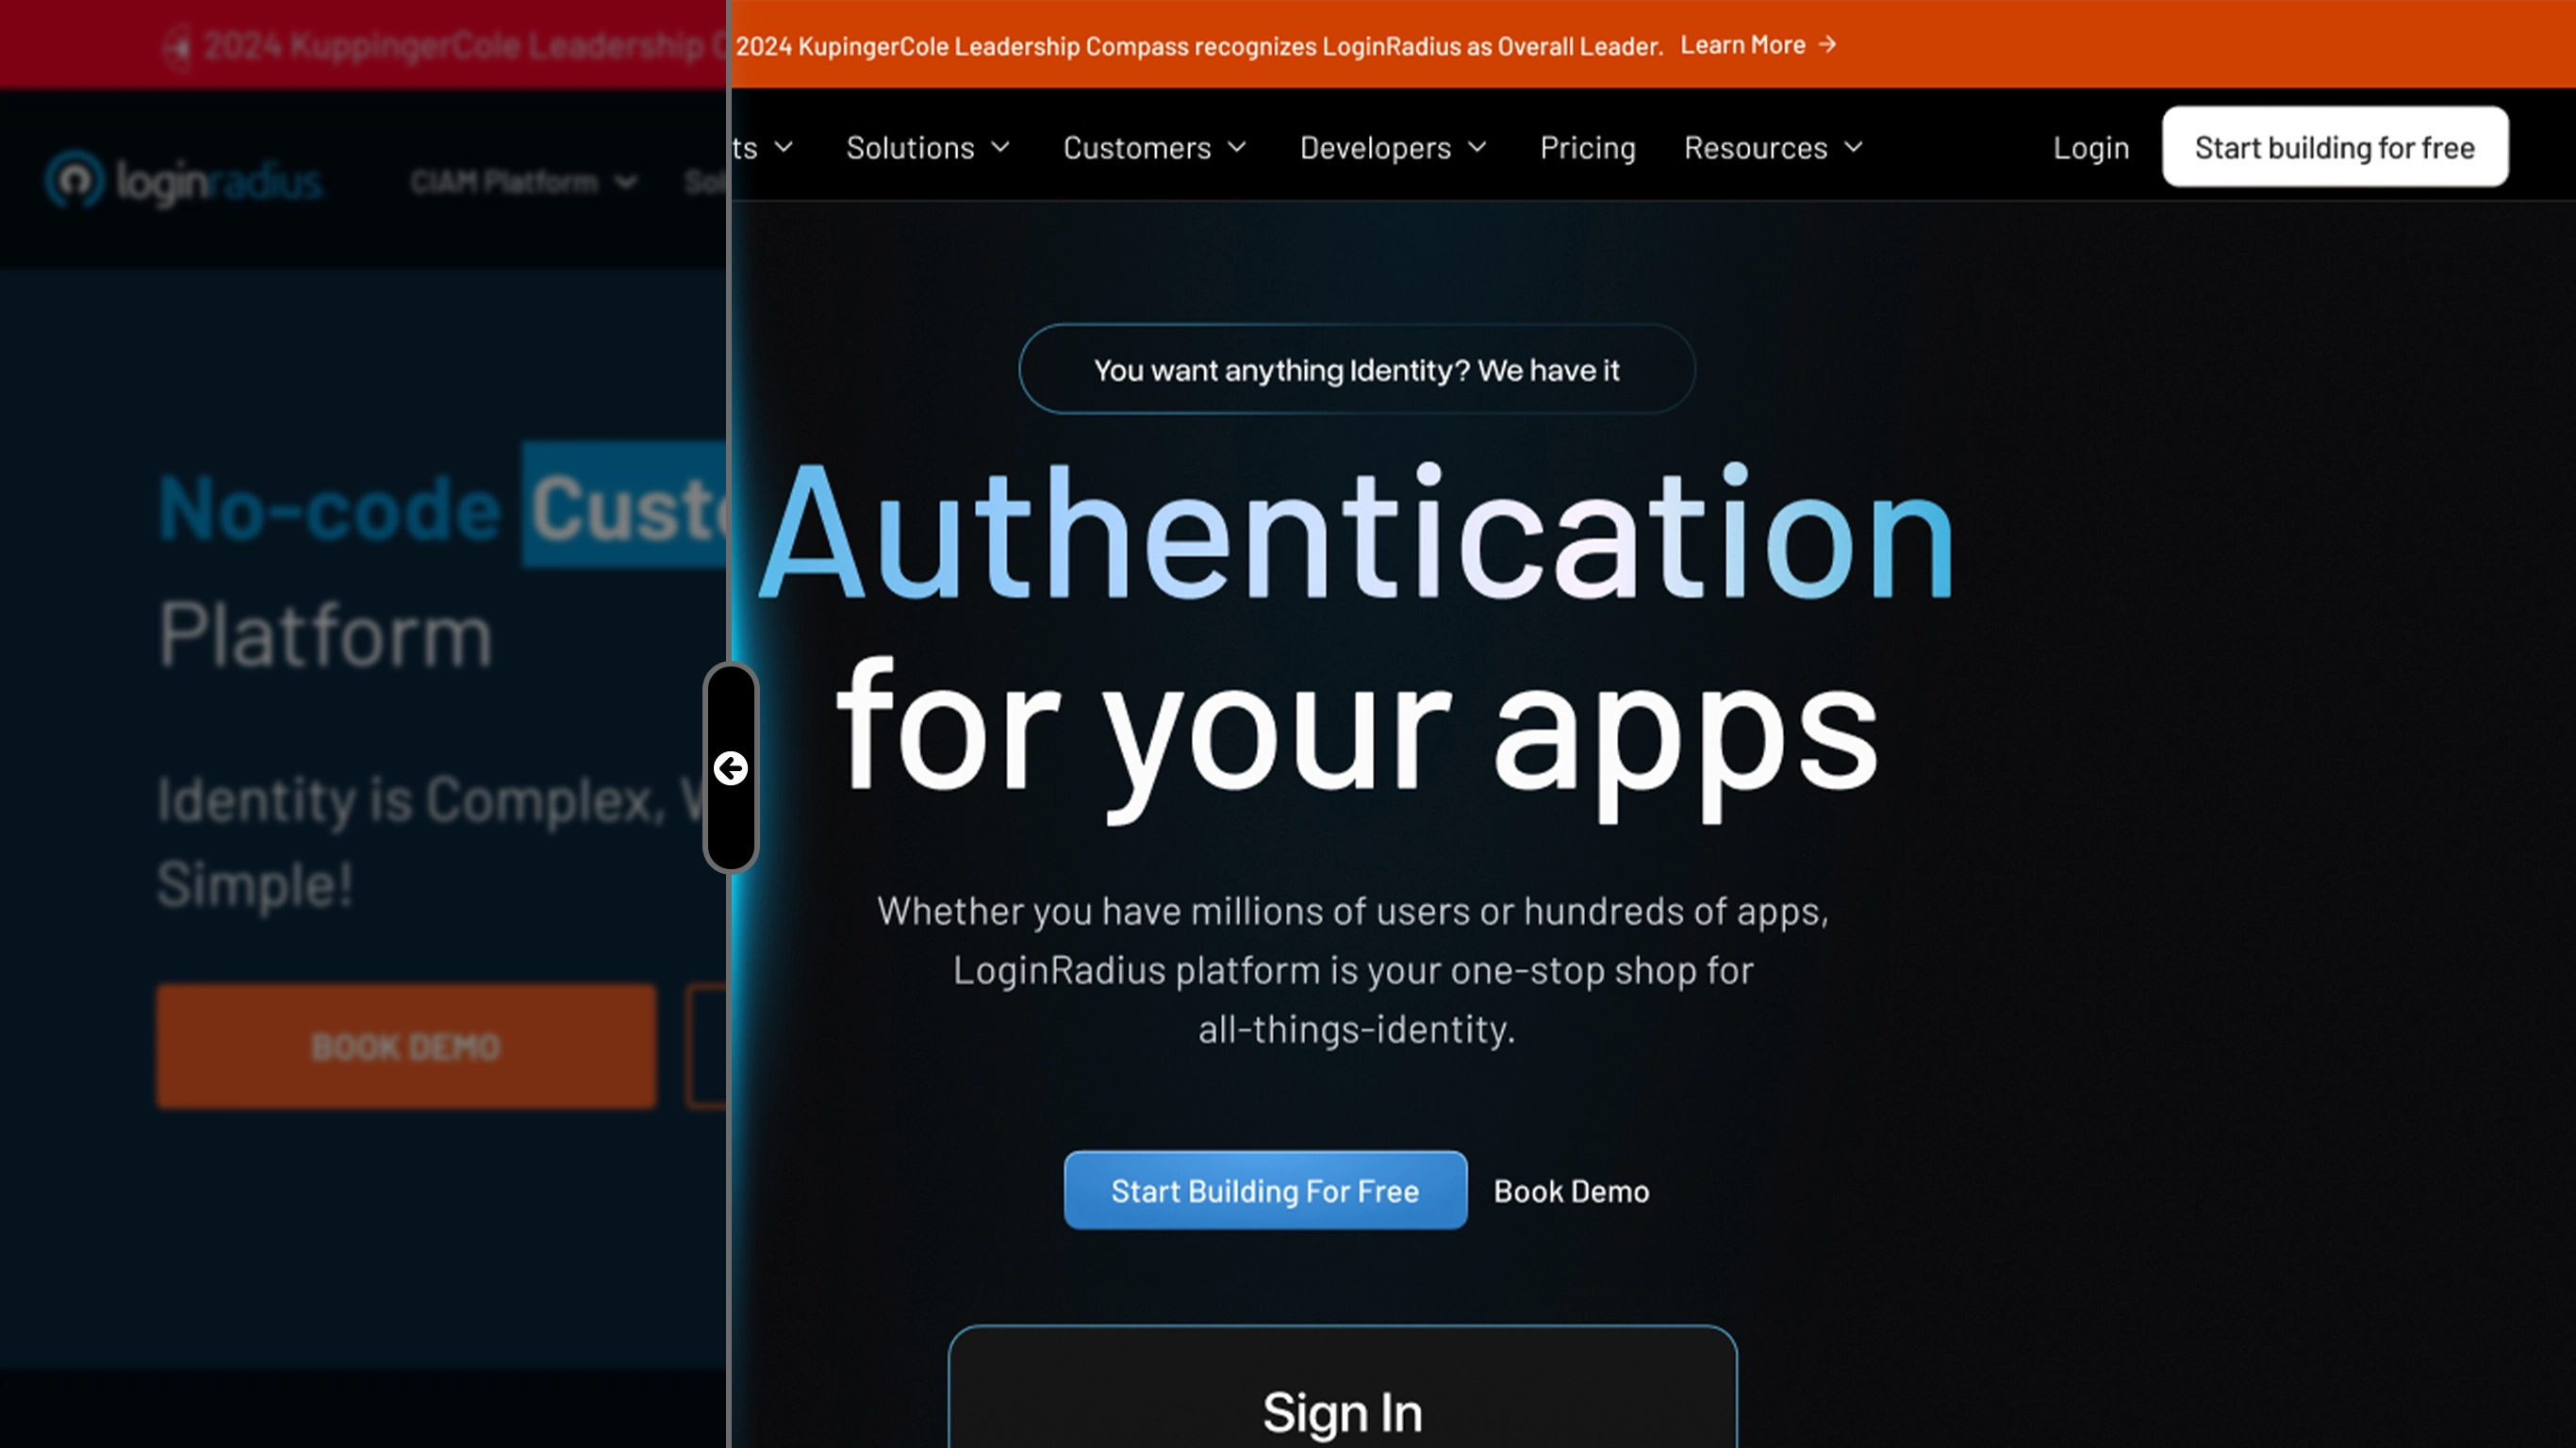 2024 KuppingerCole Leadership
loginradius
CIAM Platform
No-code
Platform
Identity is Complex,
Simple!
BOOK DEMO
2024 KupingerCole Leadership Compass recognizes LoginRadius as Overall Leader. Learn More →
ts Solutions Customers Developers Pricing Resources Login Start building for free
You want anything Identity? We have it
Authentication
for your apps
Whether you have millions of users or hundreds of apps,
LoginRadius platform is your one-stop shop for
all-things-identity.
Start Building For Free Book Demo
Sign In